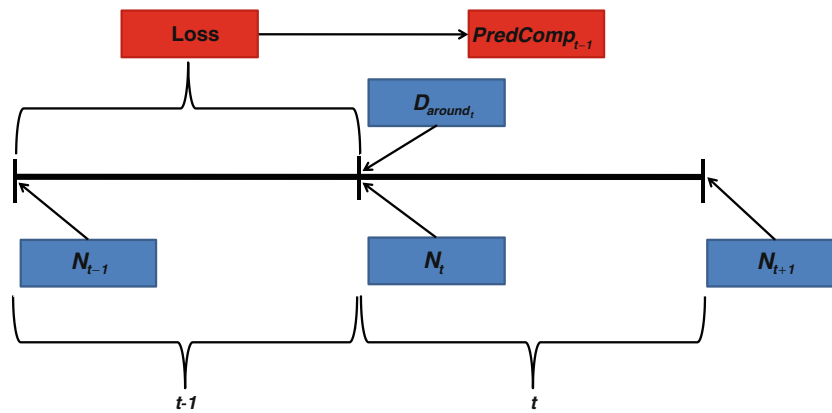 Loss
PredComp_{t−1}
D_{around_t}
N_{t−1}
N_t
N_{t+1}
t-1
t